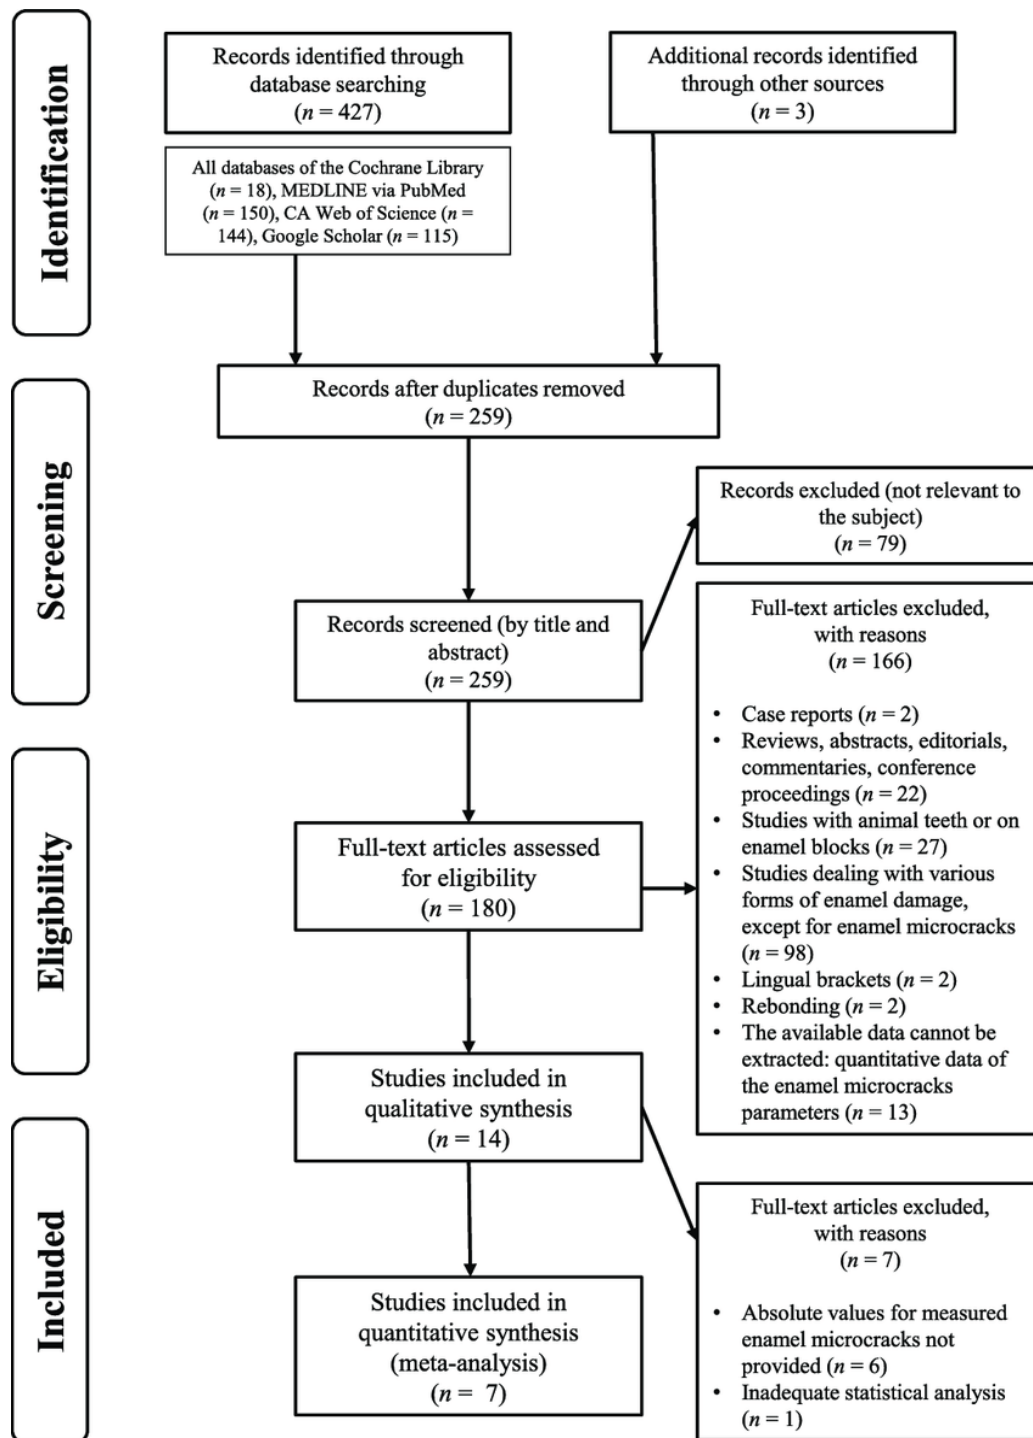 Identification
Records identified through
database searching
(n = 427)
Additional records identified
through other sources
(n = 3)
All databases of the Cochrane Library
(n = 18), MEDLINE via PubMed
(n = 150), CA Web of Science (n =
144), Google Scholar (n = 115)
Screening
Records after duplicates removed
(n = 259)
Records excluded (not relevant to
the subject)
(n = 79)
Records screened (by title and
abstract)
(n = 259)
Eligibility
Full-text articles assessed
for eligibility
(n = 180)
Full-text articles excluded,
with reasons
(n = 166)
• Case reports (n = 2)
• Reviews, abstracts, editorials,
commentaries, conference
proceedings (n = 22)
• Studies with animal teeth or on
enamel blocks (n = 27)
• Studies dealing with various
forms of enamel damage,
except for enamel microcracks
(n = 98)
• Lingual brackets (n = 2)
• Rebonding (n = 2)
• The available data cannot be
extracted: quantitative data of
the enamel microcracks
parameters (n = 13)
Studies included in
qualitative synthesis
(n = 14)
Included
Full-text articles excluded,
with reasons
(n = 7)
• Absolute values for measured
enamel microcracks not
provided (n = 6)
• Inadequate statistical analysis
(n = 1)
Studies included in
quantitative synthesis
(meta-analysis)
(n = 7)